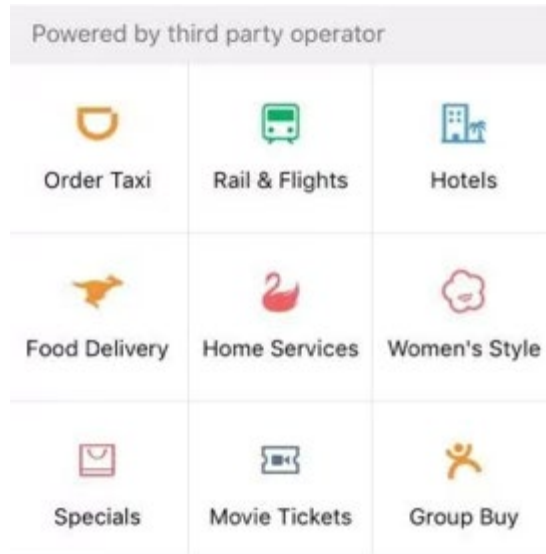 Powered by third party operator
Order Taxi
Rail & Flights
Hotels
Food Delivery
Home Services
Women's Style
Specials
Movie Tickets
Group Buy